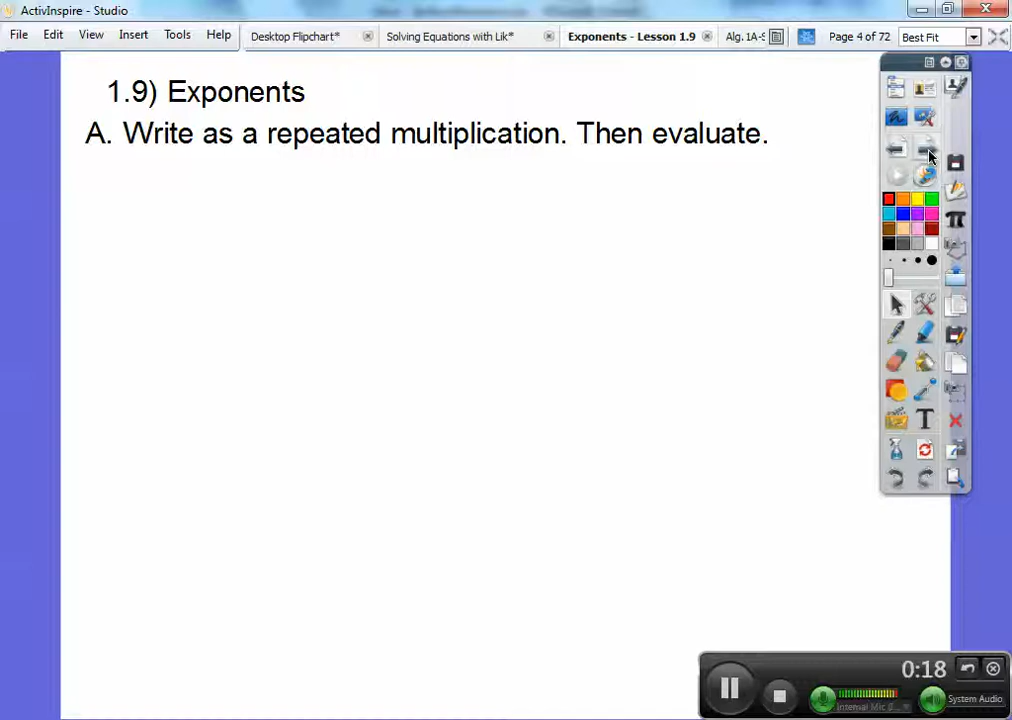 ActivInspire - Studio
File Edit View Insert Tools Help
Desktop Flipchart* Solving Equations with Lik* Exponents - Lesson 1.9 Alg. 1A-S Page 4 of 72 Best Fit
1.9) Exponents
A. Write as a repeated multiplication. Then evaluate.
T
0:18
Internal Mic (I
System Audio